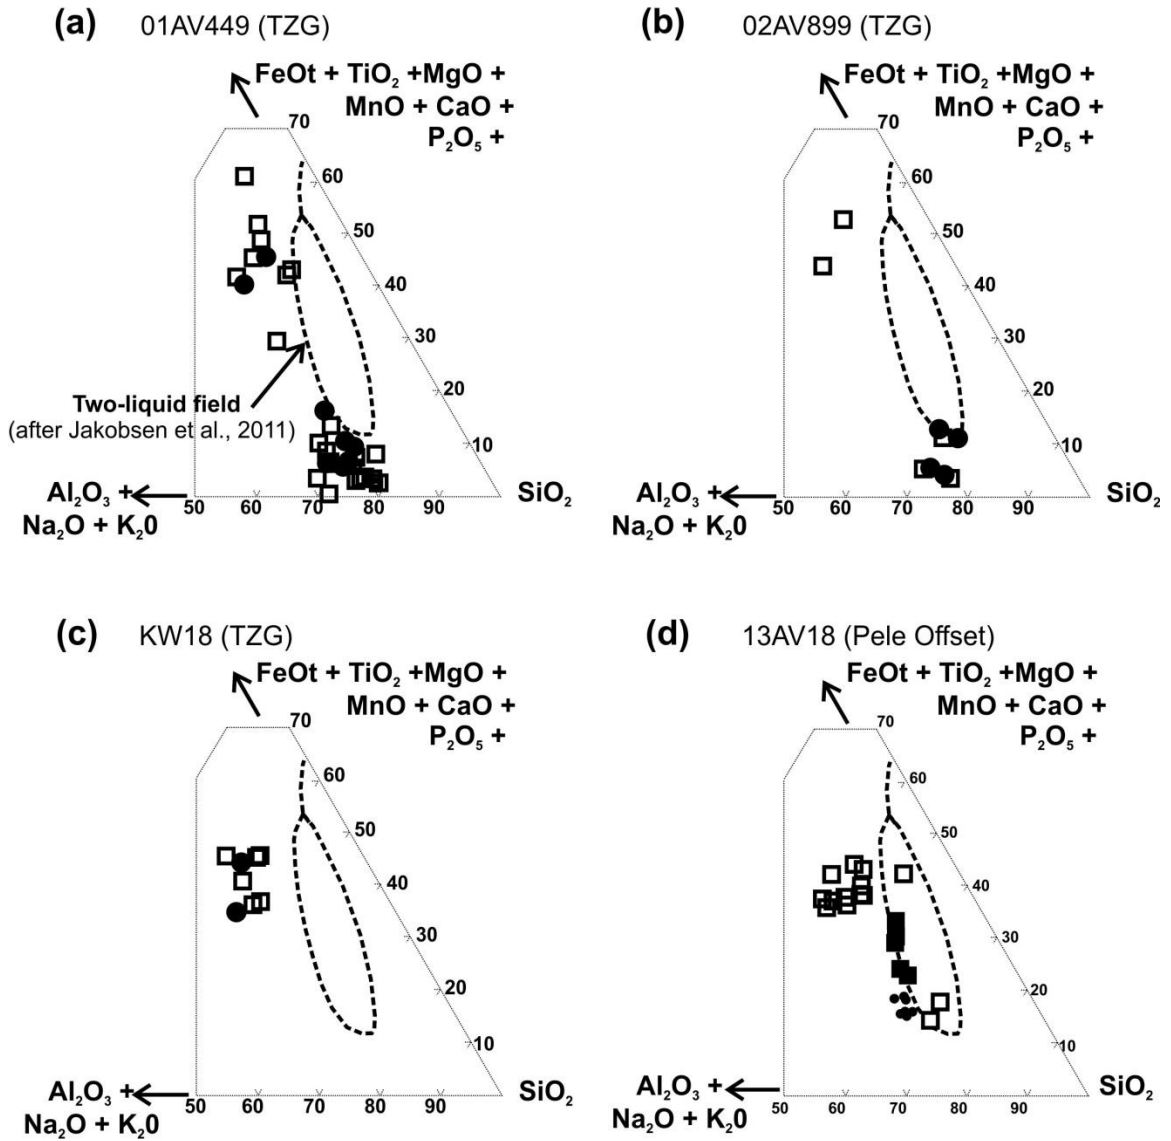 (a) 01AV449 (TZG)
FeOt + TiO₂ +MgO +
MnO + CaO +
P₂O₅ +
70
60
50
40
30
20
10
Two-liquid field
(after Jakobsen et al., 2011)
Al₂O₃ +
Na₂O + K₂0
SiO₂
50 60 70 80 90
(b) 02AV899 (TZG)
FeOt + TiO₂ +MgO +
MnO + CaO +
P₂O₅ +
70
60
50
40
30
20
10
Al₂O₃ +
Na₂O + K₂0
SiO₂
50 60 70 80 90
(c) KW18 (TZG)
FeOt + TiO₂ +MgO +
MnO + CaO +
P₂O₅ +
70
60
50
40
30
20
10
Al₂O₃ +
Na₂O + K₂0
SiO₂
50 60 70 80 90
(d) 13AV18 (Pele Offset)
FeOt + TiO₂ +MgO +
MnO + CaO +
P₂O₅ +
70
60
50
40
30
20
10
Al₂O₃ +
Na₂O + K₂0
SiO₂
50 60 70 80 90